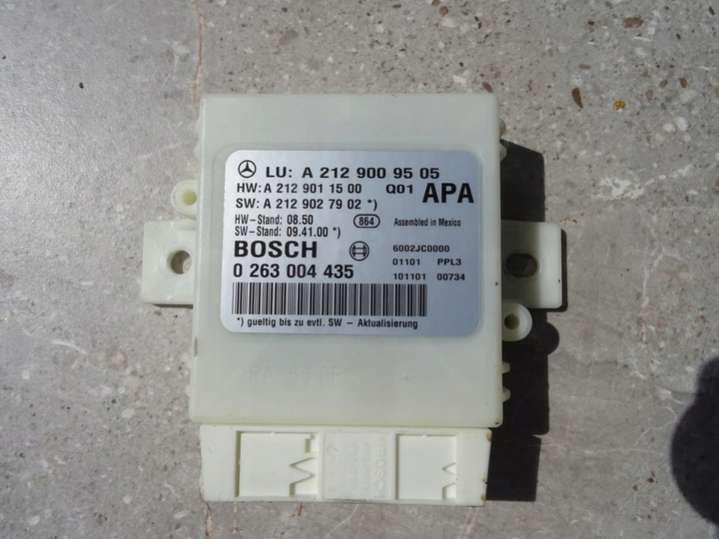 LU: A 212 900 95 05
HW: A 212 901 15 00 Q01 APA
SW: A 212 902 79 02 *)
HW-Stand: 08.50 864 Assembled in Mexico
SW-Stand: 09.41.00 *)
BOSCH 6002JC0000
0 263 004 435 01101 PPL3
101101 00734
*) gueltig bis zu evtl. SW - Aktualisierung